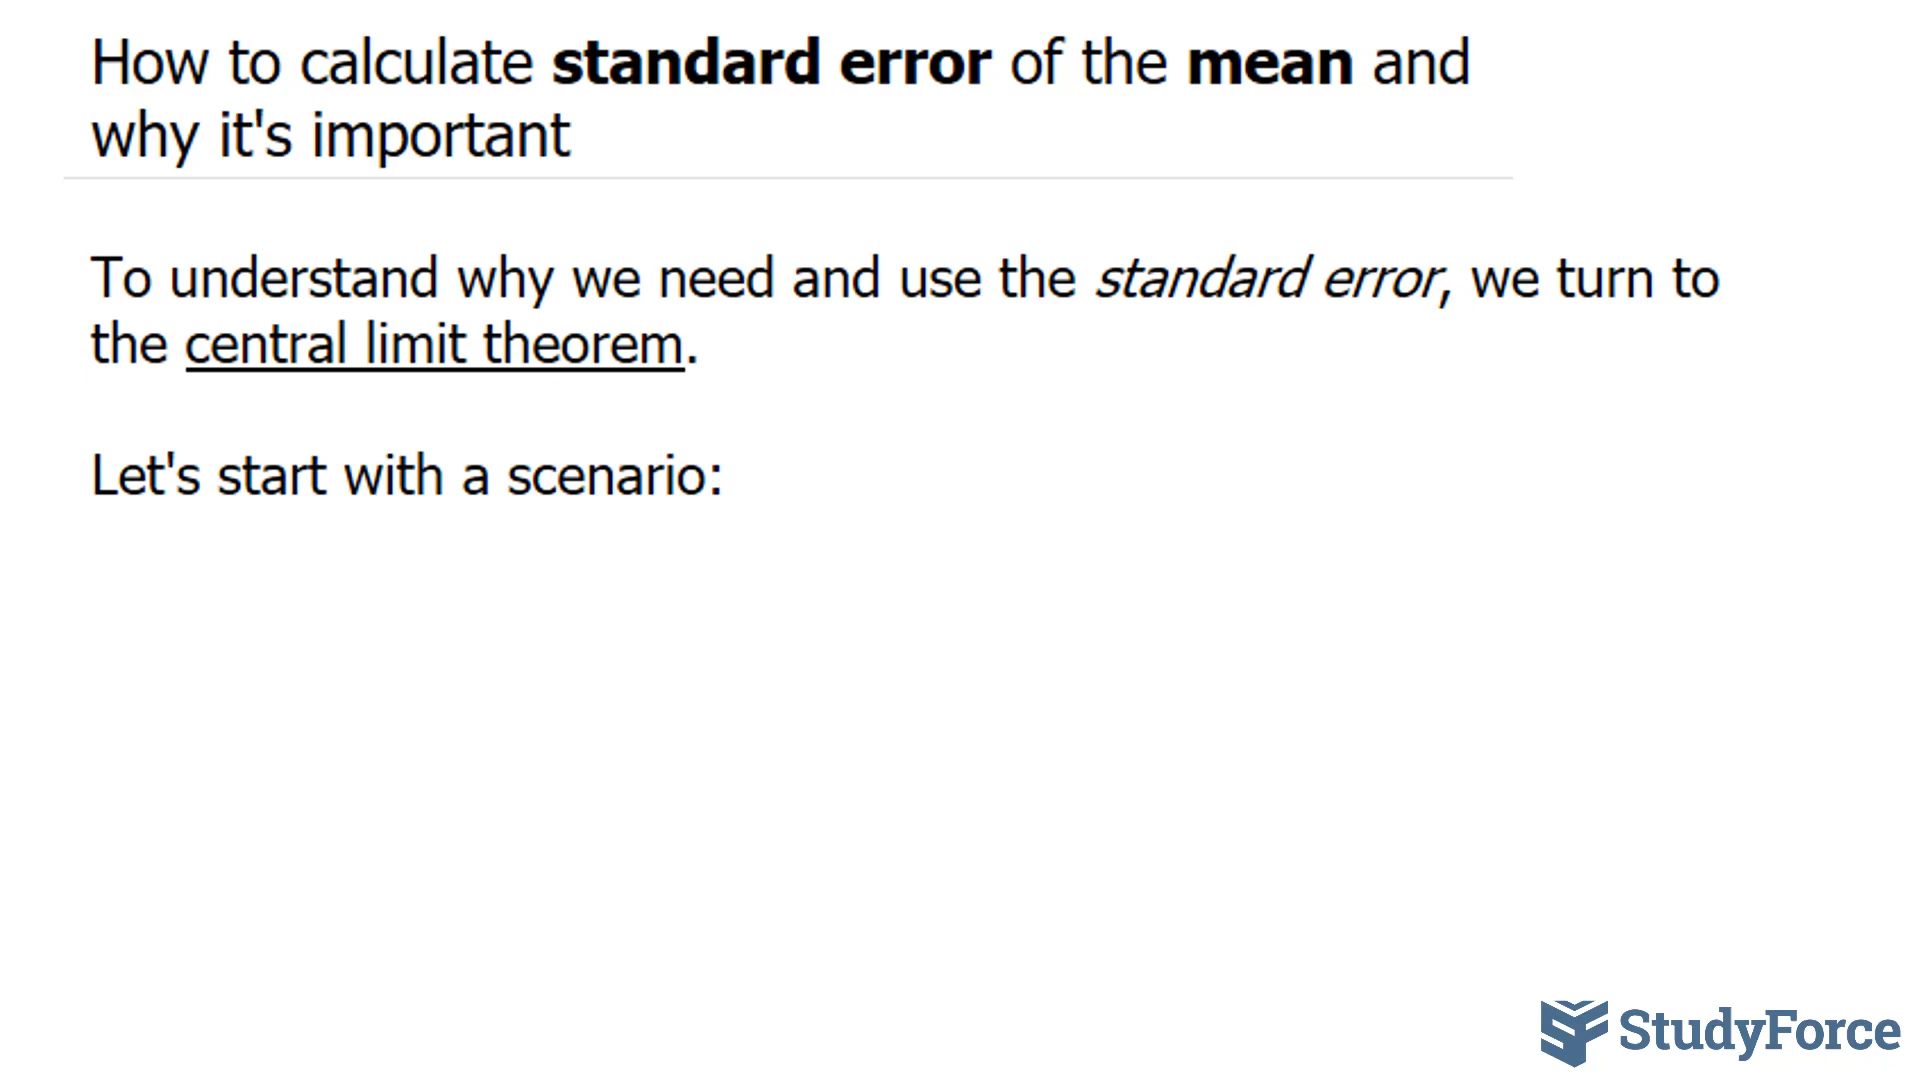 How to calculate standard error of the mean and
why it's important
To understand why we need and use the standard error, we turn to
the central limit theorem.
Let's start with a scenario:
StudyForce